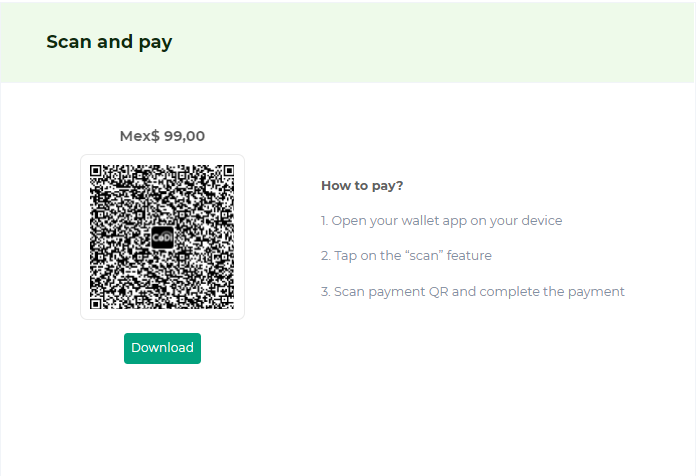 Scan and pay
Mex$ 99,00
CoDi
How to pay?
1. Open your wallet app on your device
2. Tap on the “scan” feature
3. Scan payment QR and complete the payment
Download